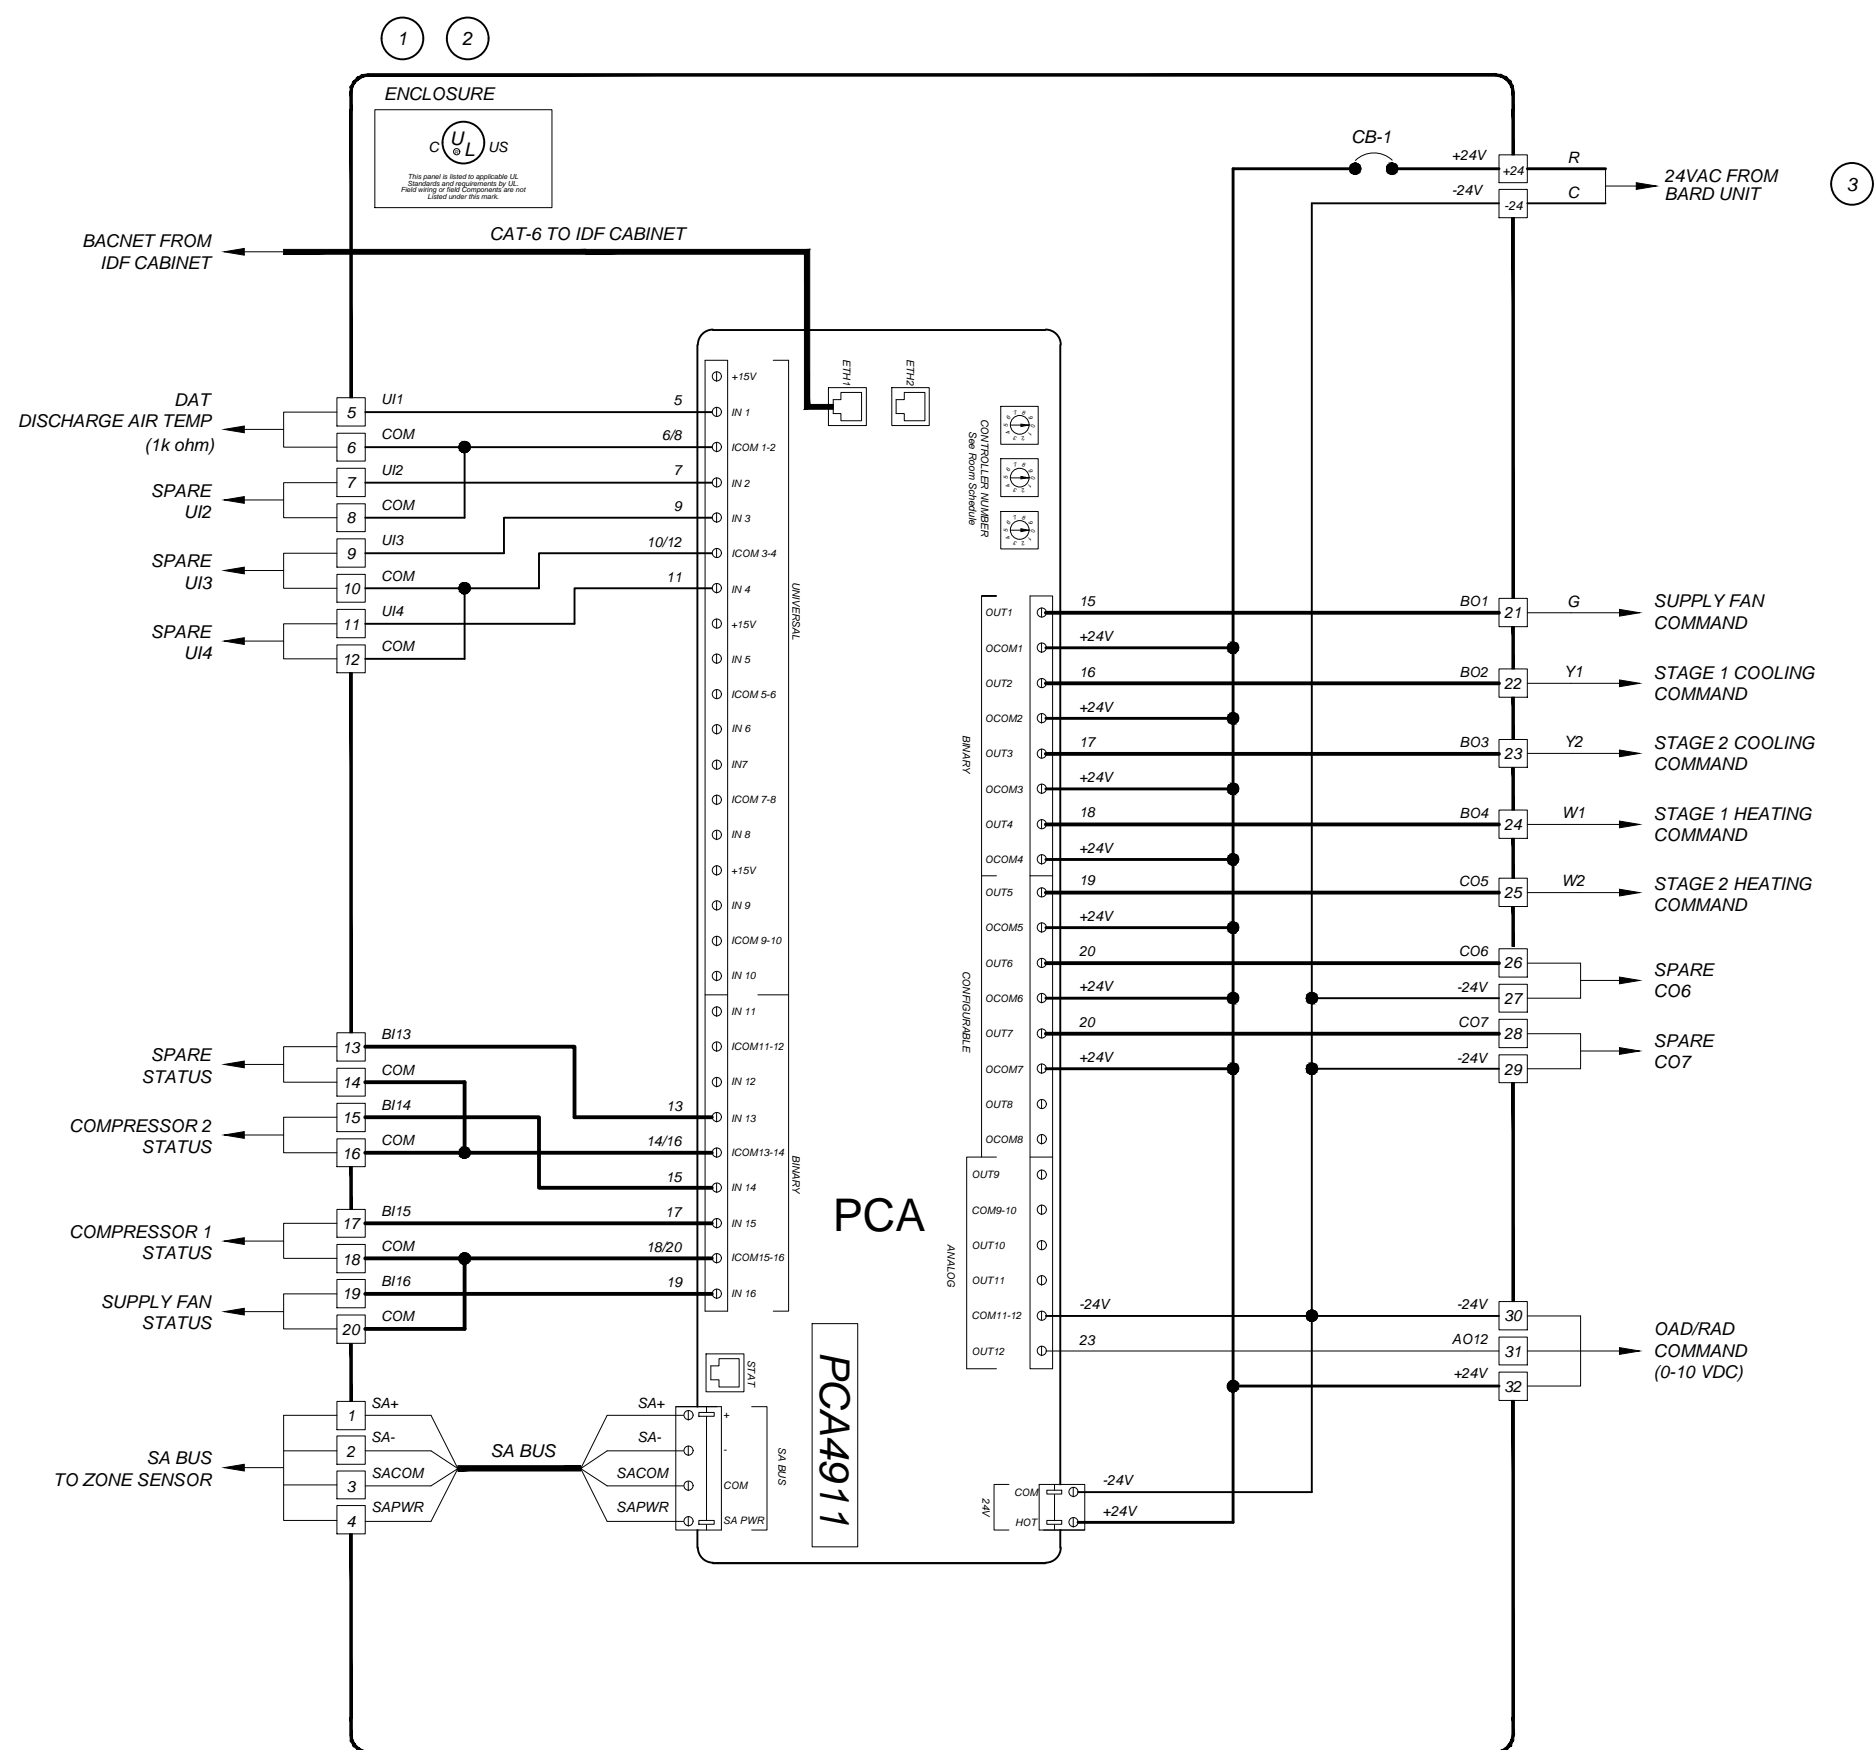 1 2
ENCLOSURE
C UL US
This panel is listed to applicable UL
Standards and requirements by UL.
Field wiring or field Components are not
Listed under this mark.
CB-1
+24V +24 R
-24V -24 C
24VAC FROM
BARD UNIT
3
BACNET FROM
IDF CABINET
CAT-6 TO IDF CABINET
DAT
DISCHARGE AIR TEMP
(1k ohm)
SPARE
UI2
SPARE
UI3
SPARE
UI4
5 UI1 5
6 COM 6/8
7 UI2 7
8 COM
9 UI3 9
10 COM 10/12
11 UI4 11
12 COM
SPARE
STATUS
COMPRESSOR 2
STATUS
COMPRESSOR 1
STATUS
SUPPLY FAN
STATUS
13 BI13 13
14 COM
15 BI14 15
16 COM 14/16
17 BI15 17
18 COM 18/20
19 BI16 19
20 COM
SA BUS
TO ZONE SENSOR
1 SA+
2 SA-
3 SACOM
4 SAPWR
SA BUS
SA+
SA-
SACOM
SAPWR
+15V
IN 1
ICOM 1-2
IN 2
IN 3
ICOM 3-4
IN 4
+15V
IN 5
ICOM 5-6
IN 6
IN7
ICOM 7-8
IN 8
+15V
IN 9
ICOM 9-10
IN 10
UNIVERSAL
IN 11
ICOM11-12
IN 12
IN 13
ICOM13-14
IN 14
IN 15
ICOM15-16
IN 16
BINARY
STAT
+
-
COM
SA PWR
SA BUS
ETH1
ETH2
CONTROLLER NUMBER
See Room Schedule
PCA
PCA4911
BINARY
OUT1 15 BO1 21 G
OCOM1 +24V
OUT2 16 BO2 22 Y1
OCOM2 +24V
OUT3 17 BO3 23 Y2
OCOM3 +24V
OUT4 18 BO4 24 W1
OCOM4 +24V
CONFIGURABLE
OUT5 19 CO5 25 W2
OCOM5 +24V
OUT6 20 CO6 26
OCOM6 +24V -24V 27
OUT7 20 CO7 28
OCOM7 +24V -24V 29
OUT8
OCOM8
ANALOG
OUT9
COM9-10
OUT10
OUT11
COM11-12 -24V -24V 30
OUT12 23 AO12 31
+24V 32
24V
COM -24V
HOT +24V
SUPPLY FAN
COMMAND
STAGE 1 COOLING
COMMAND
STAGE 2 COOLING
COMMAND
STAGE 1 HEATING
COMMAND
STAGE 2 HEATING
COMMAND
SPARE
CO6
SPARE
CO7
OAD/RAD
COMMAND
(0-10 VDC)